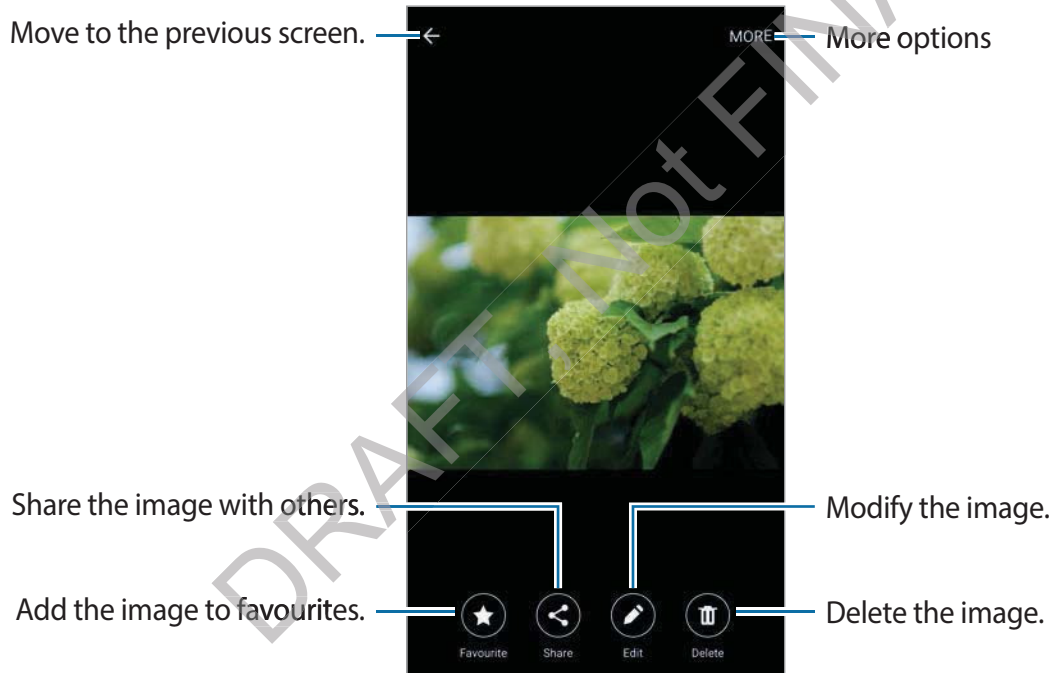 Move to the previous screen.
MORE
More options
Share the image with others.
Modify the image.
Add the image to favourites.
Delete the image.
Favourite
Share
Edit
Delete
DRAFT, Not FINA